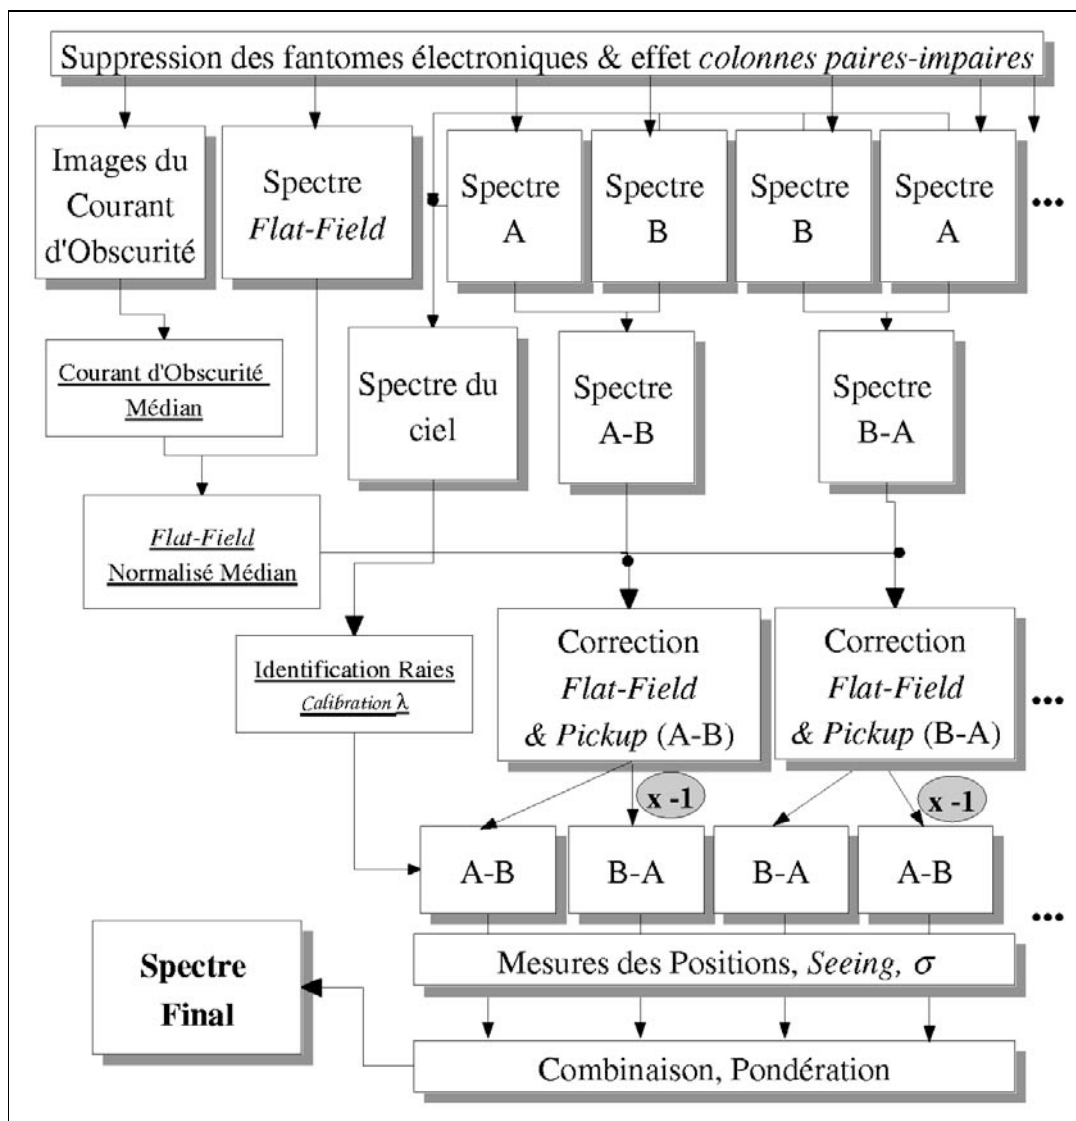 Suppression des fantomes électroniques & effet colonnes paires-impaires
Images du
Courant
d'Obscurité
Spectre
Flat-Field
Spectre
A
Spectre
B
Spectre
B
Spectre
A
...
Courant d'Obscurité
Médian
Spectre du
ciel
Spectre
A-B
Spectre
B-A
Flat-Field
Normalisé Médian
Identification Raies
Calibration λ
Correction
Flat-Field
& Pickup (A-B)
Correction
Flat-Field
& Pickup (B-A)
...
x -1
x -1
A-B
B-A
B-A
A-B
...
Mesures des Positions, Seeing, σ
Spectre
Final
Combinaison, Pondération